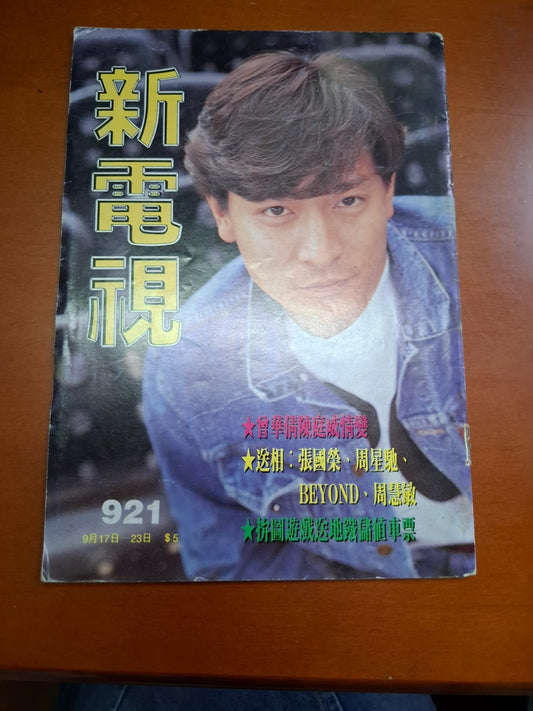 新電視
★曾華倩陳庭威情變
★送相：張國榮、周星馳、
BEYOND、周慧敏
★拚圖遊戲送地鐵儲值車票
921
9月17日 23日 $5